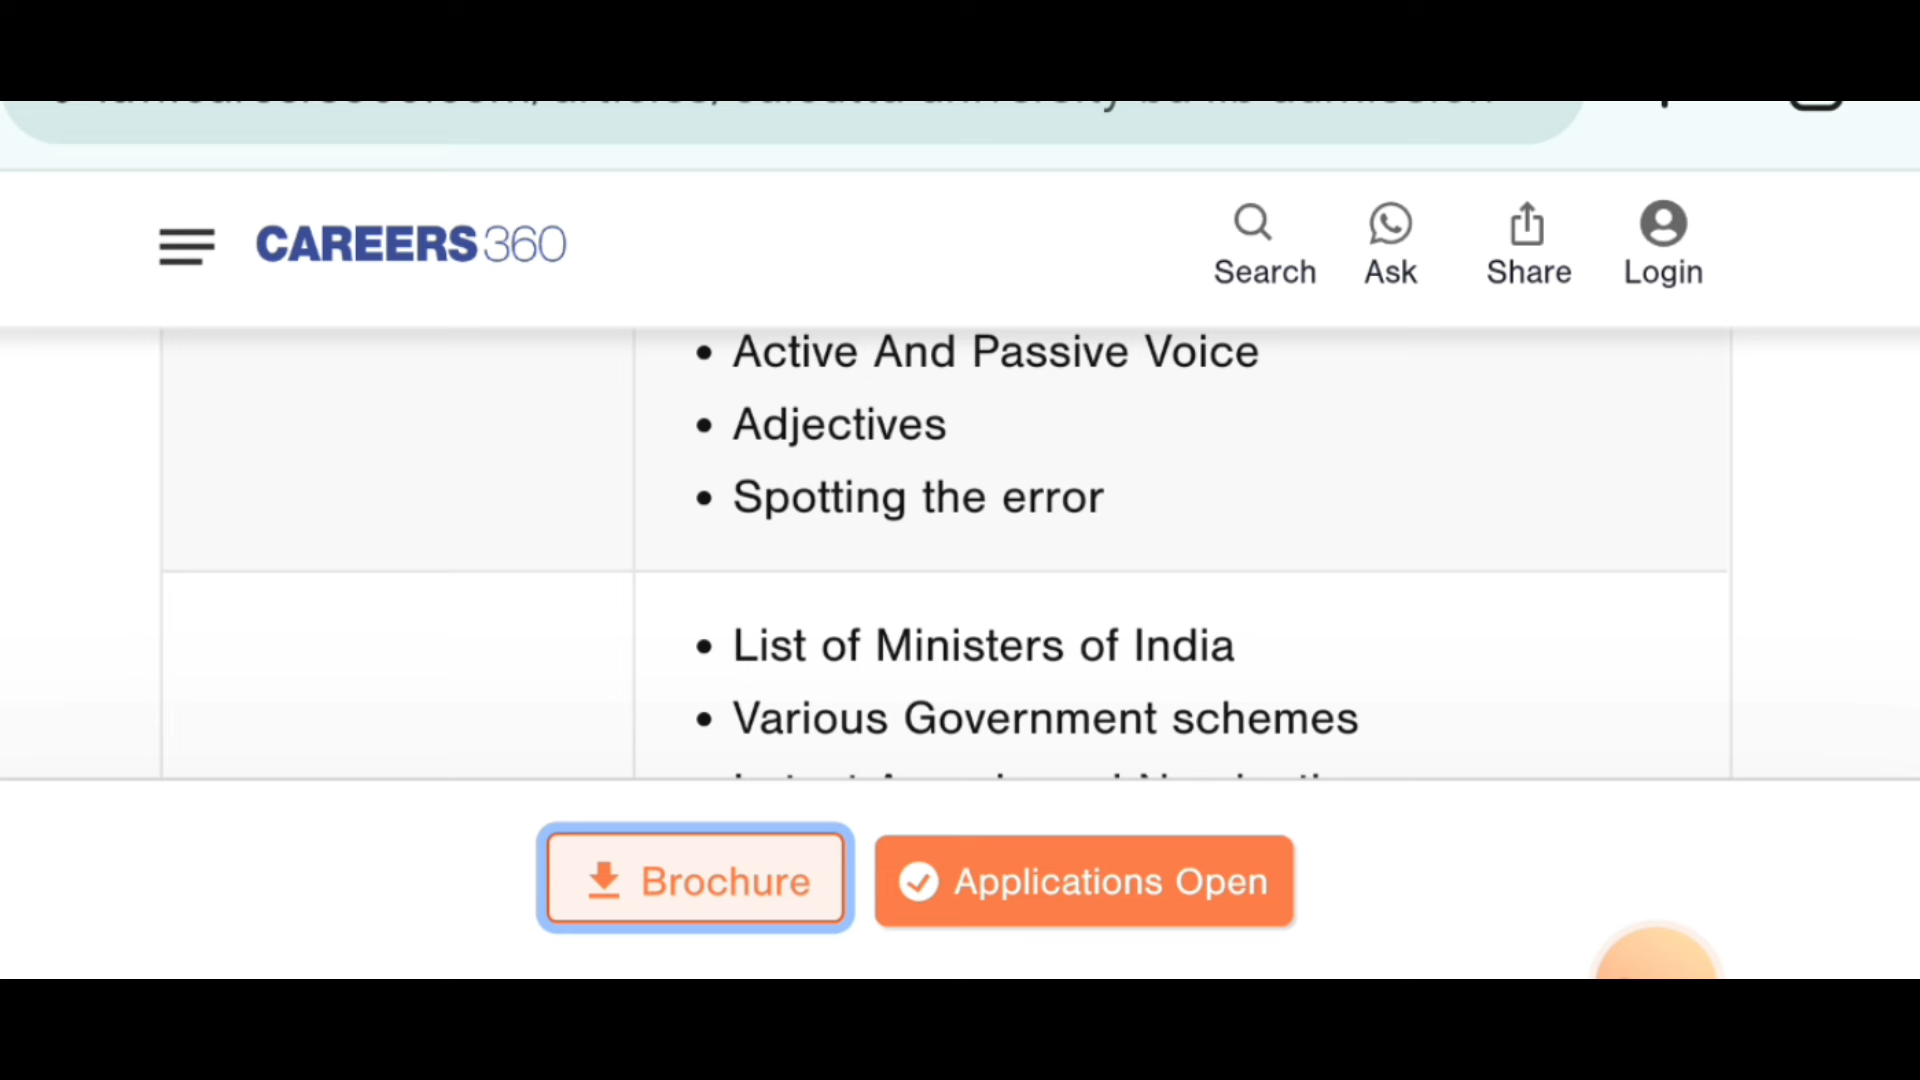 CAREERS360
Search Ask Share Login
• Active And Passive Voice
• Adjectives
• Spotting the error
• List of Ministers of India
• Various Government schemes
Brochure
Applications Open